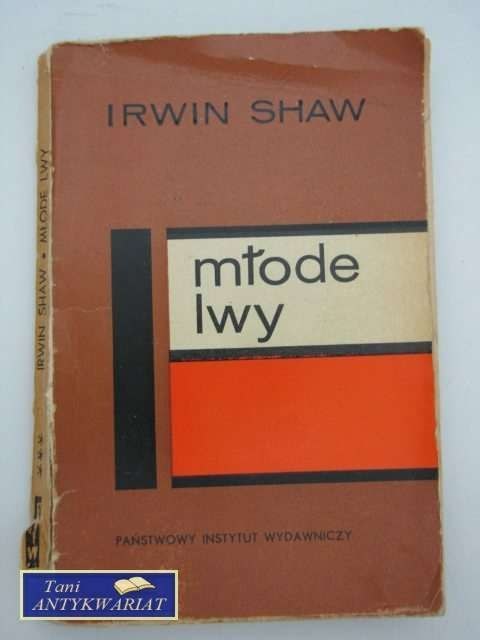 IRWIN SHAW
młode
lwy
PAŃSTWOWY INSTYTUT WYDAWNICZY
IRWIN SHAW • MŁODE LWY
***
W
Tani
ANTYKWARIAT